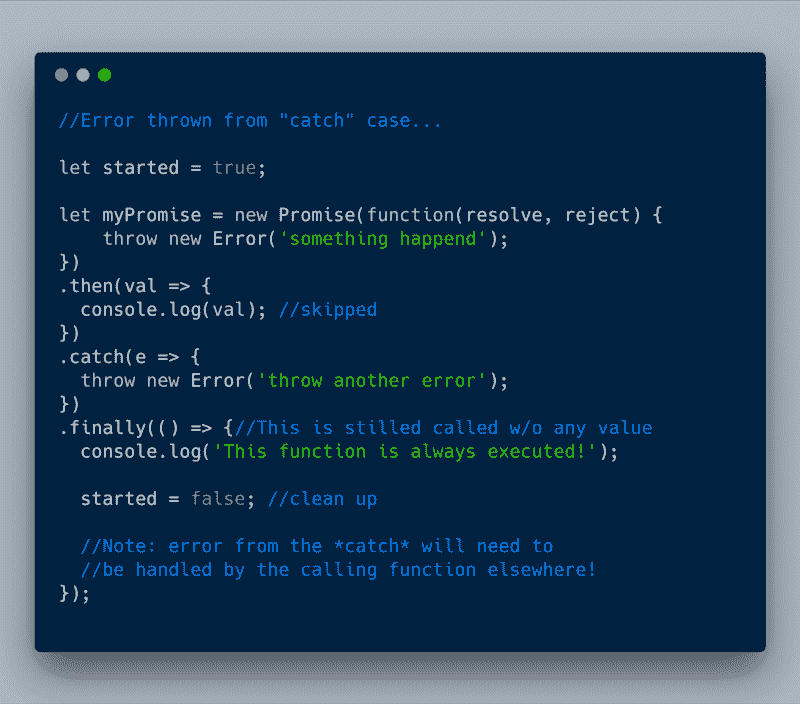 //Error thrown from "catch" case...
let started = true;
let myPromise = new Promise(function(resolve, reject) {
throw new Error('something happend');
})
.then(val => {
console.log(val); //skipped
})
.catch(e => {
throw new Error('throw another error');
})
.finally(() => {//This is stilled called w/o any value
console.log('This function is always executed!');
started = false; //clean up
//Note: error from the *catch* will need to
//be handled by the calling function elsewhere!
});